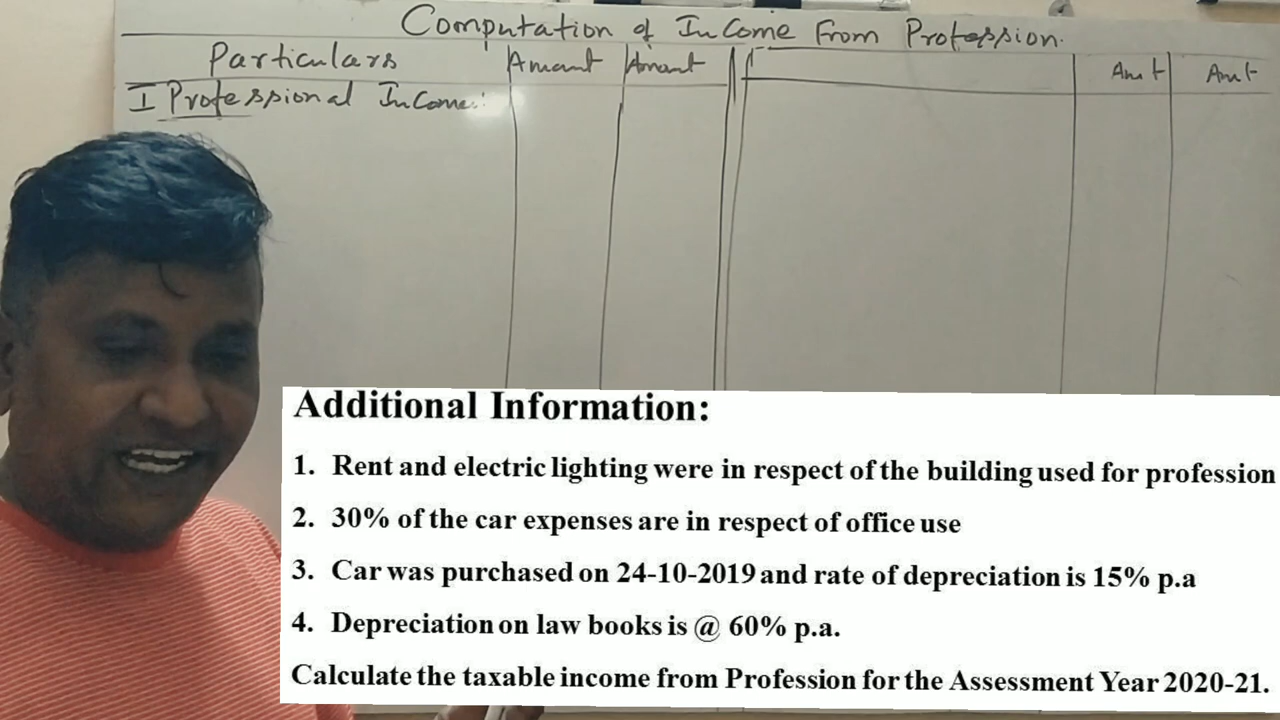 Computation of InCome From Profession.
Particulars Amount Amount Amt Amt
I Professional InCome:
Additional Information:
1. Rent and electric lighting were in respect of the building used for profession
2. 30% of the car expenses are in respect of office use
3. Car was purchased on 24-10-2019 and rate of depreciation is 15% p.a
4. Depreciation on law books is @ 60% p.a.
Calculate the taxable income from Profession for the Assessment Year 2020-21.